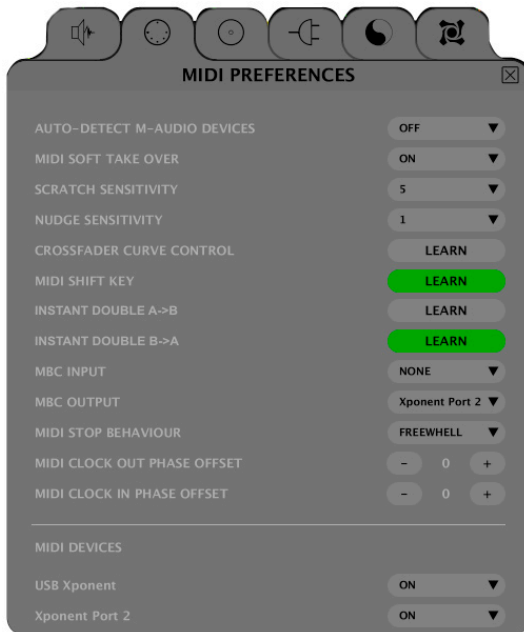 MIDI PREFERENCES
AUTO-DETECT M-AUDIO DEVICES OFF
MIDI SOFT TAKE OVER ON
SCRATCH SENSITIVITY 5
NUDGE SENSITIVITY 1
CROSSFADER CURVE CONTROL LEARN
MIDI SHIFT KEY LEARN
INSTANT DOUBLE A->B LEARN
INSTANT DOUBLE B->A LEARN
MBC INPUT NONE
MBC OUTPUT Xponent Port 2
MIDI STOP BEHAVIOUR FREEWHELL
MIDI CLOCK OUT PHASE OFFSET - 0 +
MIDI CLOCK IN PHASE OFFSET - 0 +
MIDI DEVICES
USB Xponent ON
Xponent Port 2 ON